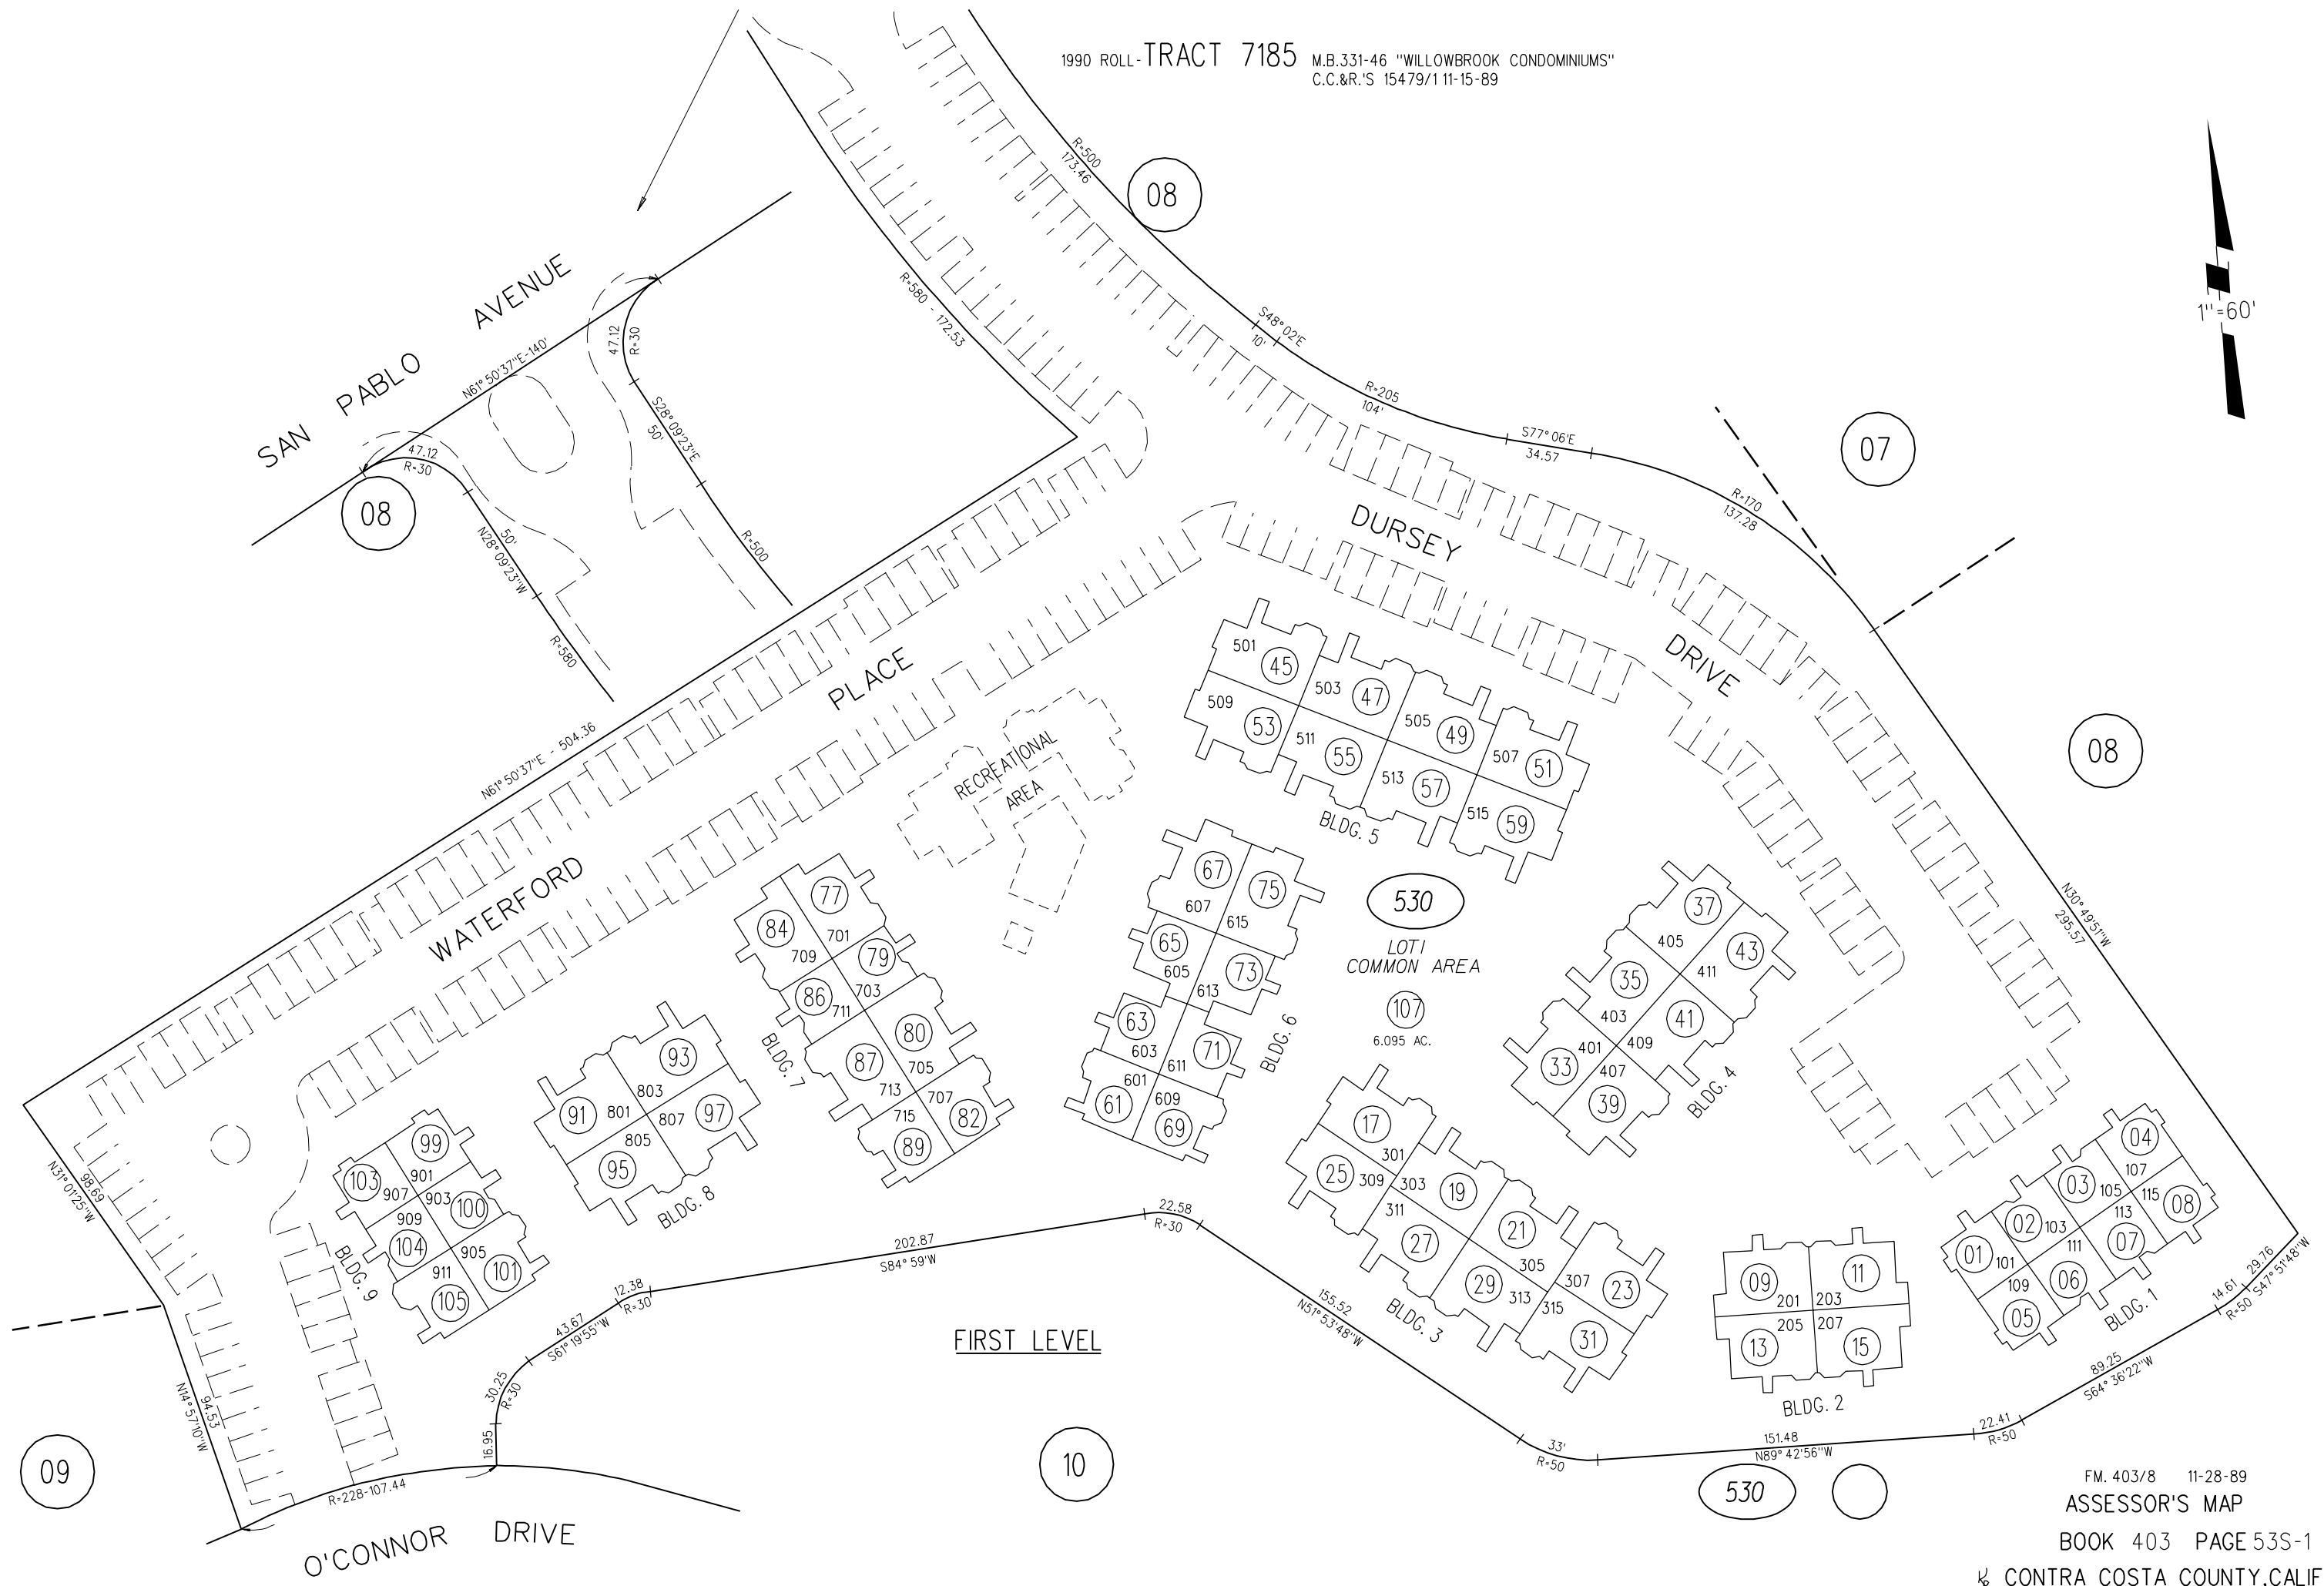 1990 ROLL- TRACT 7185 M.B.331-46 "WILLOWBROOK CONDOMINIUMS"
C.C.&R.'S 15479/1 11-15-89
R=500
173.46
08
1"=60'
SAN PABLO AVENUE
N61° 50'37"E-140'
47.12
R=30
S28° 09'23"E
50'
R=500
47.12
R=30
08
50'
N28° 09'23"W
R=580
R=580 - 172.53
S48° 02'E
10'
R=205
104'
S77° 06'E
34.57
R=170
137.28
07
08
DURSEY DRIVE
N30° 49'51"W
295.57
WATERFORD PLACE
N61° 50'37"E - 504.36
RECREATIONAL
AREA
501
45
503
47
505
49
507
51
509
53
511
55
513
57
515
59
BLDG. 5
530
LOT I
COMMON AREA
107
6.095 AC.
67
607
75
615
65
605
73
613
63
603
71
611
61
601
69
609
BLDG. 6
77
701
84
709
79
703
86
711
80
705
87
713
82
707
89
715
BLDG. 7
93
803
91
801
97
807
95
805
BLDG. 8
99
901
103
907
903
100
909
104
905
101
911
105
BLDG. 9
37
405
43
411
35
403
41
409
33
401
39
407
BLDG. 4
17
301
25
309
303
19
311
27
21
305
29
313
307
23
315
31
BLDG. 3
09
201
11
203
13
205
15
207
BLDG. 2
04
107
03
105
02
103
01
101
115
08
113
07
111
06
109
05
BLDG. 1
N31° 01'25"W
98.69
N14° 57'10"W
94.53
09
R=228-107.44
O'CONNOR DRIVE
16.95
30.25
R=30
43.67
S61° 19'55"W
12.38
R=30
202.87
S84° 59'W
22.58
R=30
155.52
N51° 53'48"W
33'
R=50
151.48
N89° 42'56"W
22.41
R=50
89.25
S64° 36'22"W
14.61
R=50
29.76
S47° 51'48"W
FIRST LEVEL
10
530
FM. 403/8 11-28-89
ASSESSOR'S MAP
BOOK 403 PAGE 53S-1
CONTRA COSTA COUNTY,CALIF